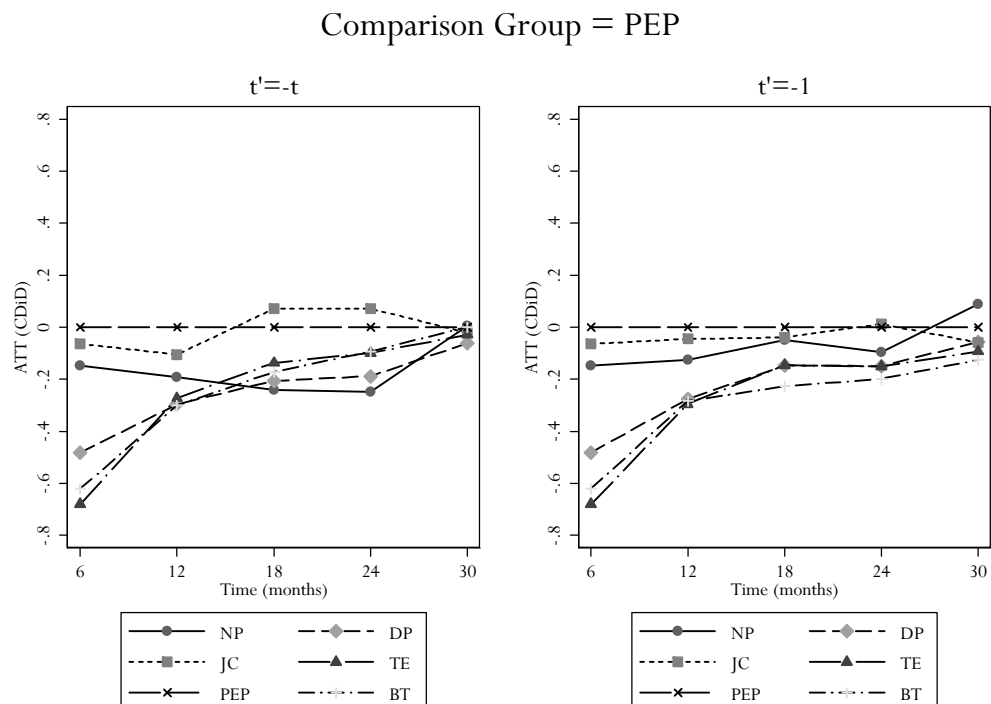 Comparison Group = PEP
t'=-t
ATT (CDiD)
.8
.6
.4
.2
0
-.2
-.4
-.6
-.8
6 12 18 24 30
Time (months)
NP DP
JC TE
PEP BT
t'=-1
ATT (CDiD)
.8
.6
.4
.2
0
-.2
-.4
-.6
-.8
6 12 18 24 30
Time (months)
NP DP
JC TE
PEP BT